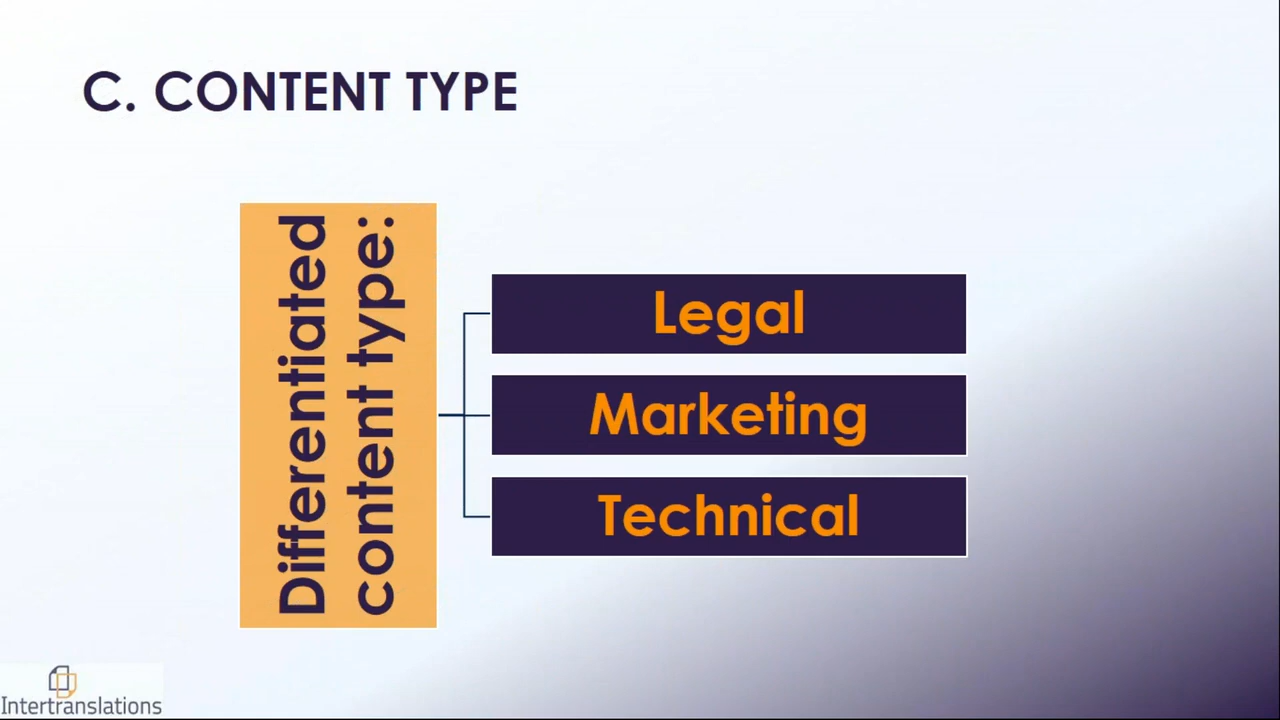 C. CONTENT TYPE
Differentiated
content type:
Legal
Marketing
Technical
Intertranslations